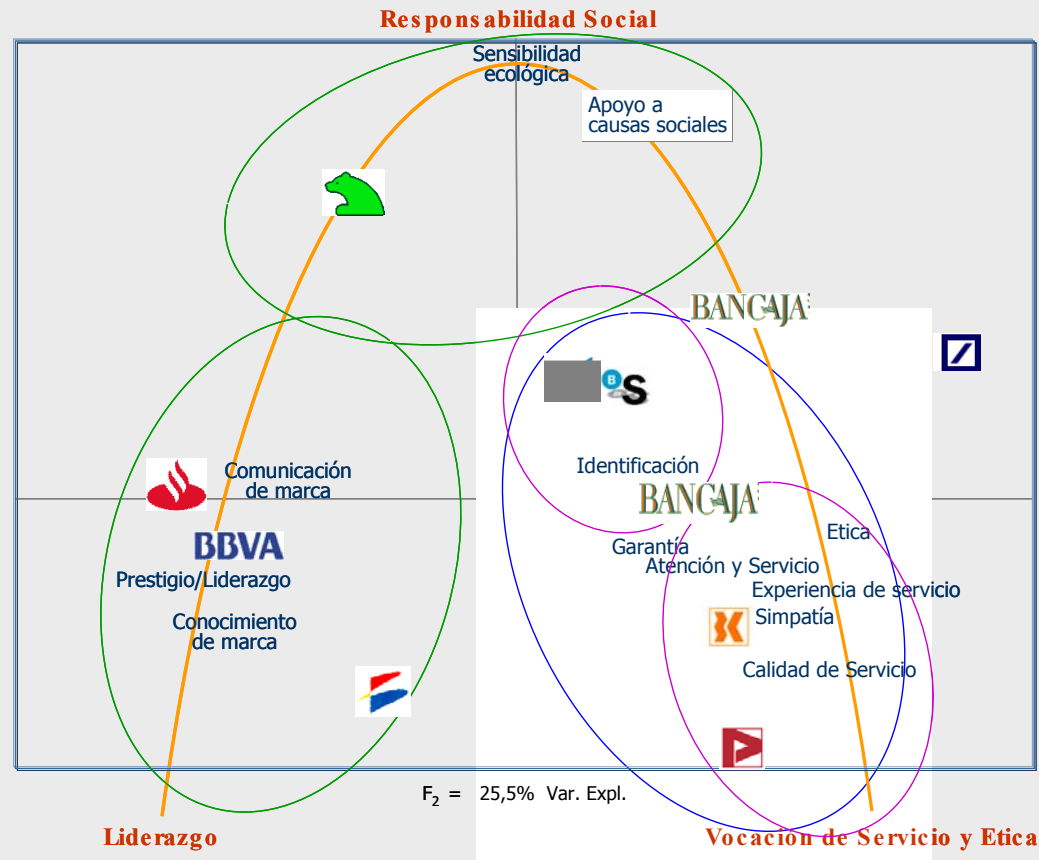 Responsabilidad Social
Sensibilidad
ecológica
Apoyo a
causas sociales
BANCAJA
B S
Identificación
Comunicación
de marca
BANCAJA
Etica
BBVA
Garantía
Atención y Servicio
Prestigio/Liderazgo
Experiencia de servicio
Simpatía
Conocimiento
de marca
Calidad de Servicio
F2 = 25,5% Var. Expl.
Liderazgo
Vocación de Servicio y Etica